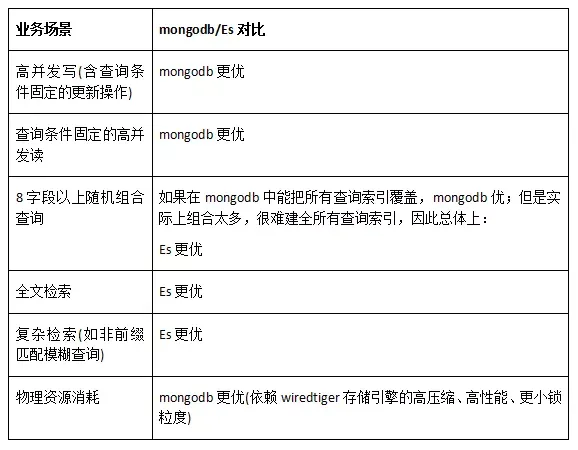 业务场景
mongodb/Es 对比
高并发写(含查询条
件固定的更新操作)
mongodb 更优
查询条件固定的高并
发读
mongodb 更优
8 字段以上随机组合
查询
如果在 mongodb 中能把所有查询索引覆盖，mongodb 优；但是实
际上组合太多，很难建全所有查询索引，因此总体上：
Es 更优
全文检索
Es 更优
复杂检索(如非前缀
匹配模糊查询)
Es 更优
物理资源消耗
mongodb 更优(依赖 wiredtiger 存储引擎的高压缩、高性能、更小锁
粒度)